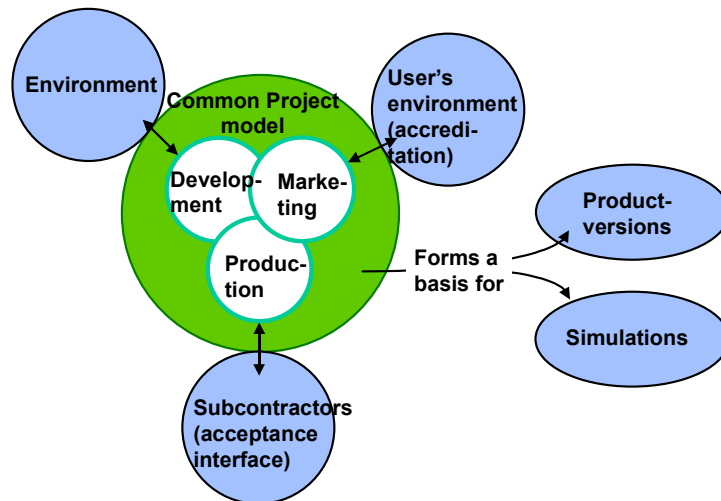 Environment
Common Project
model
User's
environment
(accredi-
tation)
Develop-
ment
Marke-
ting
Produc-
tion
Product-
versions
Forms a
basis for
Simulations
Subcontractors
(acceptance
interface)